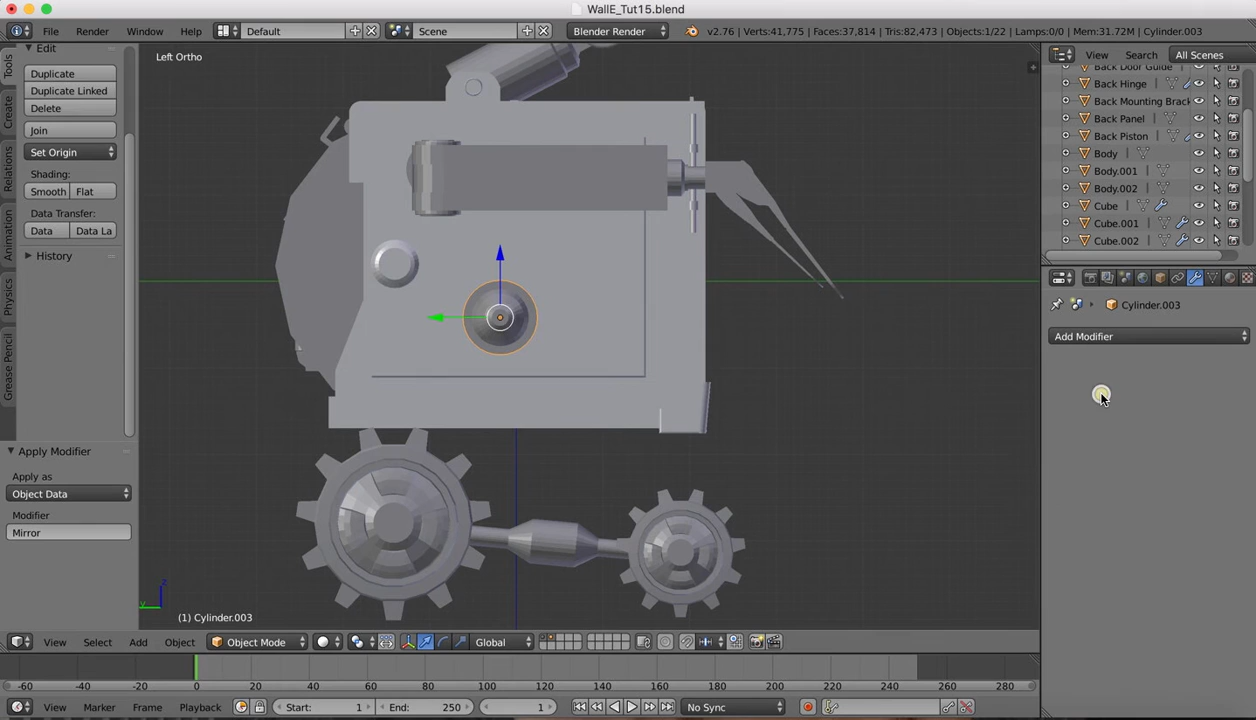 WallE_Tut15.blend
File Render Window Help Default Scene Blender Render v2.76 | Verts:41,775 | Faces:37,814 | Tris:82,473 | Objects:1/22 | Lamps:0/0 | Mem:31.72M | Cylinder.003
Tools
Create
Relations
Animation
Physics
Grease Pencil
Edit
Duplicate
Duplicate Linked
Delete
Join
Set Origin
Shading:
Smooth Flat
Data Transfer:
Data Data La
History
Apply Modifier
Apply as
Object Data
Modifier
Mirror
Left Ortho
z
y
(1) Cylinder.003
View Select Add Object Object Mode Global
View Search All Scenes
Back Door Guide
Back Hinge
Back Mounting Brack
Back Panel
Back Piston
Body
Body.001
Body.002
Cube
Cube.001
Cube.002
Cylinder.003
Add Modifier
-60 -40 -20 0 20 40 60 80 100 120 140 160 180 200 220 240 260 280
View Marker Frame Playback Start: 1 End: 250 1 No Sync